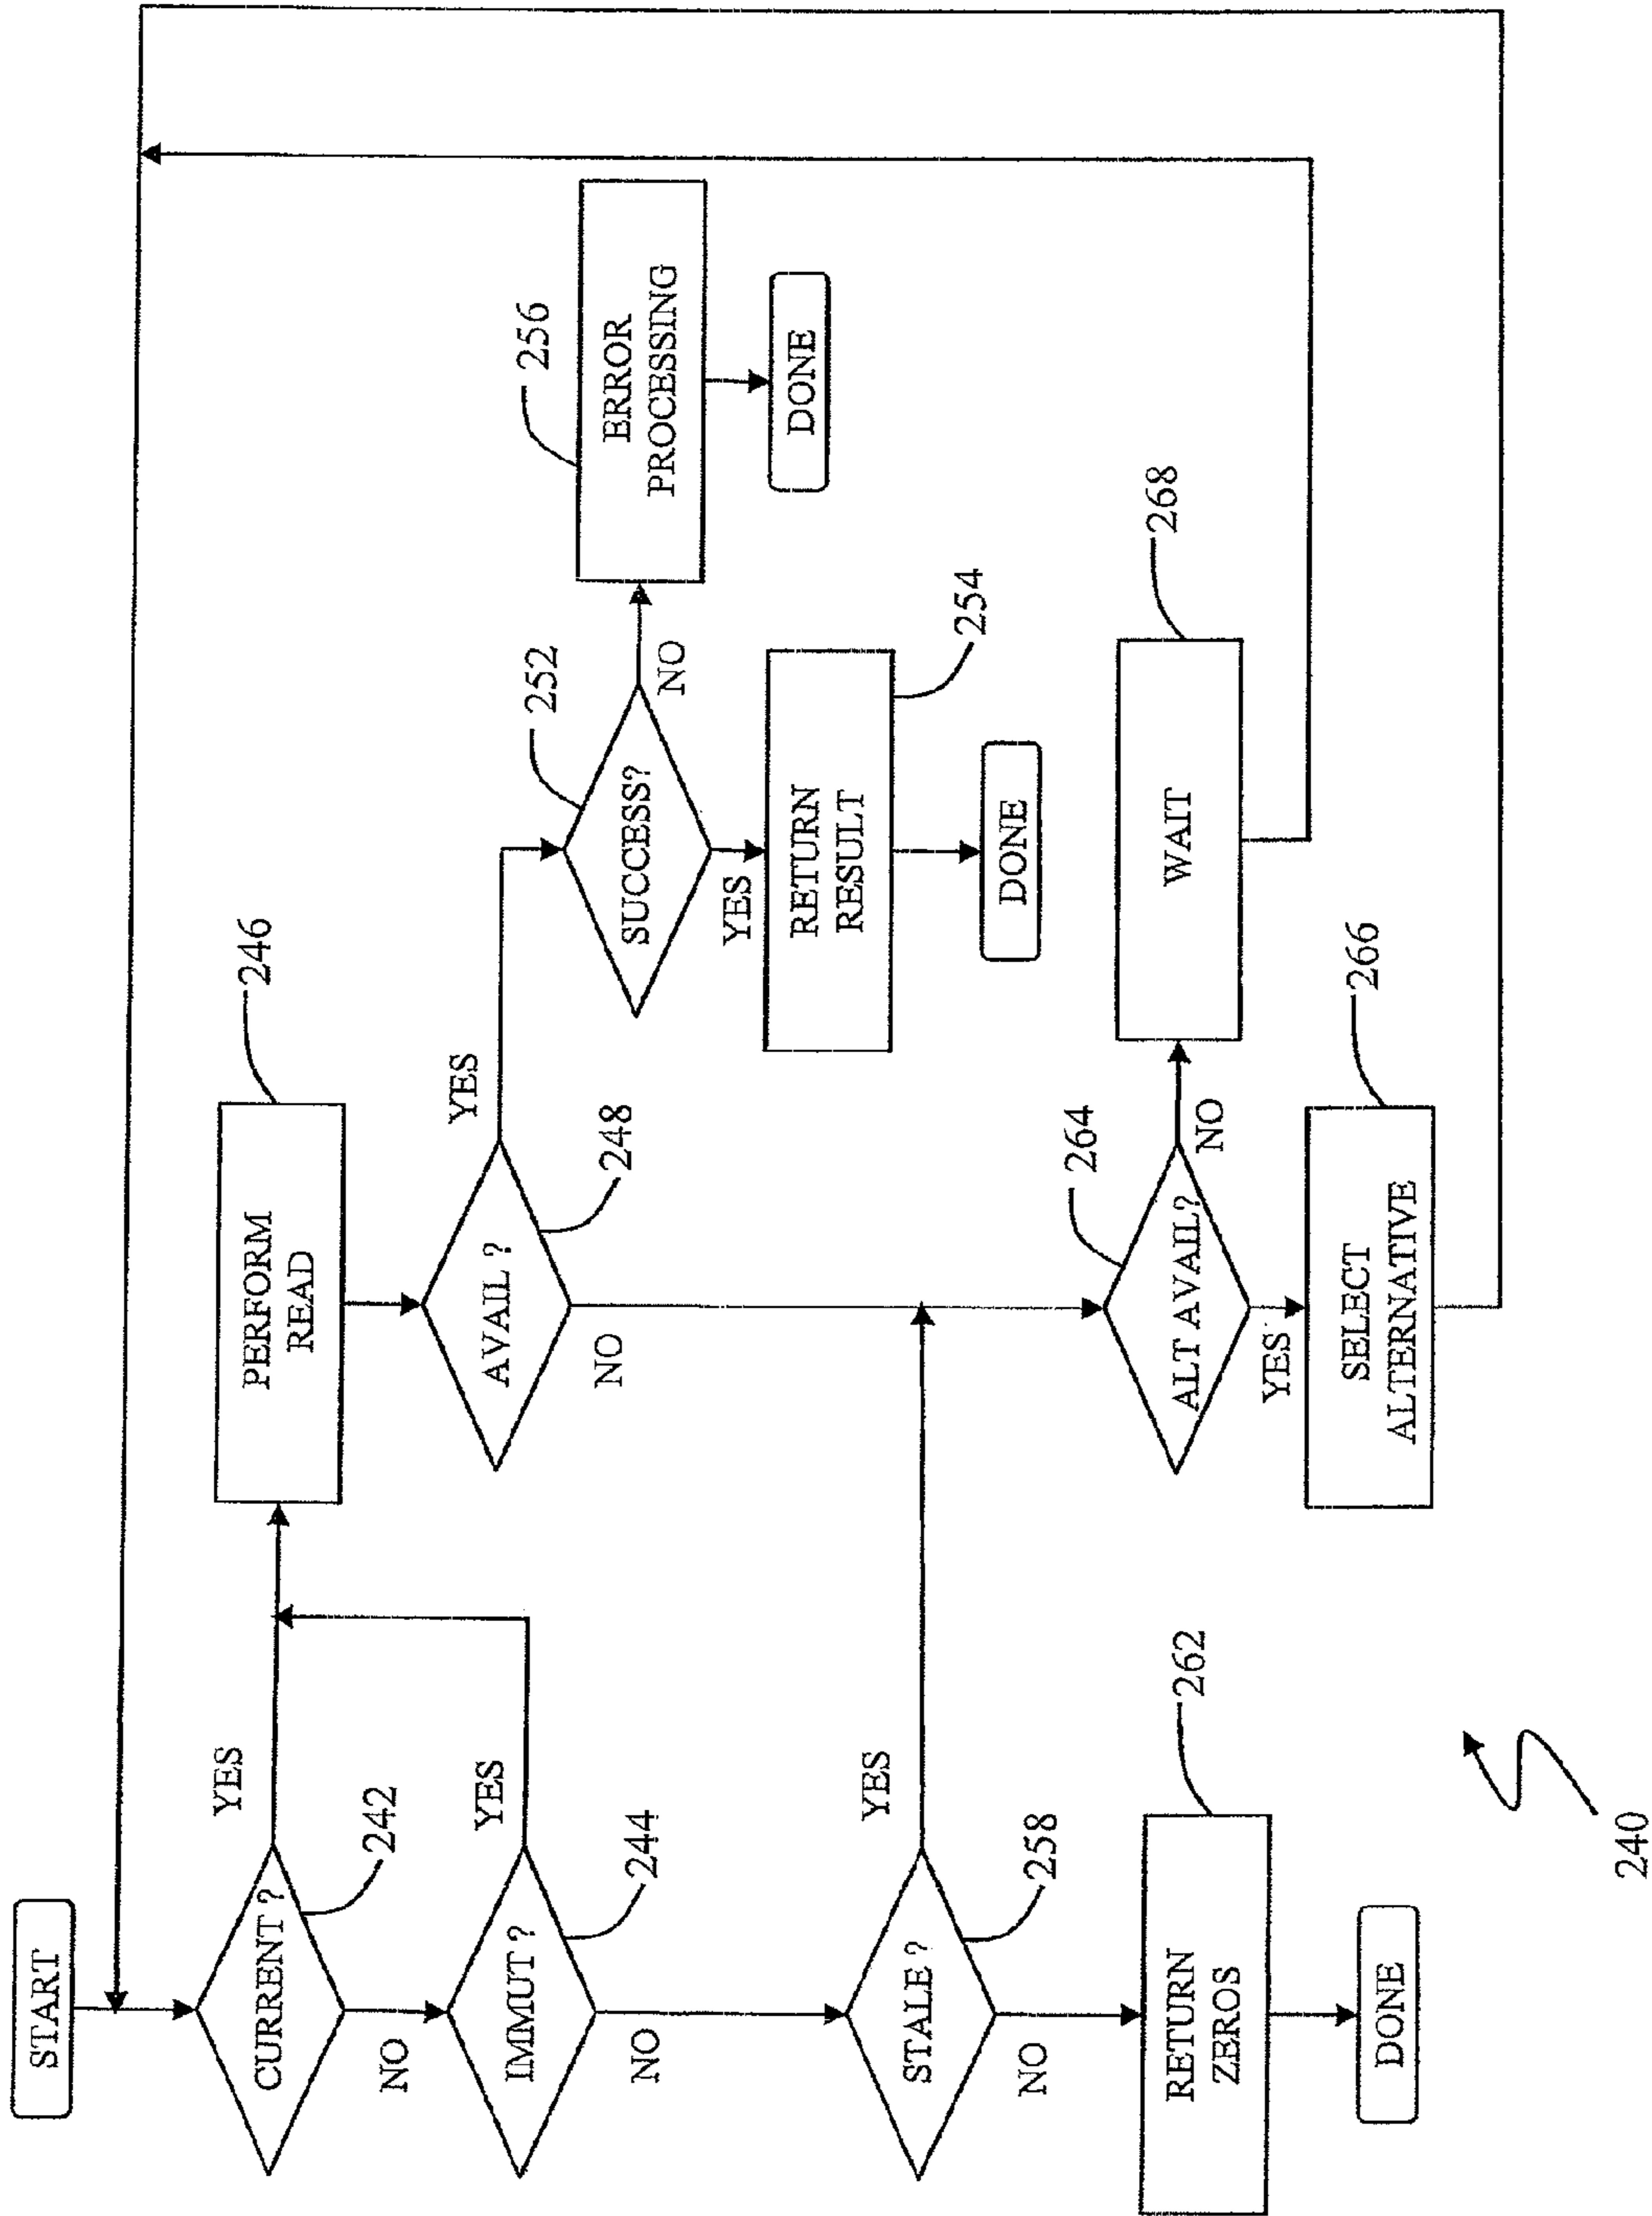 START
CURRENT ?
242
YES
NO
IMMUT ?
244
YES
NO
STALE ?
258
YES
NO
RETURN
ZEROS
262
DONE
PERFORM
READ
246
AVAIL ?
248
YES
NO
SUCCESS?
252
NO
YES
ERROR
PROCESSING
256
DONE
RETURN
RESULT
254
DONE
ALT AVAIL?
264
NO
YES
WAIT
268
SELECT
ALTERNATIVE
266
240